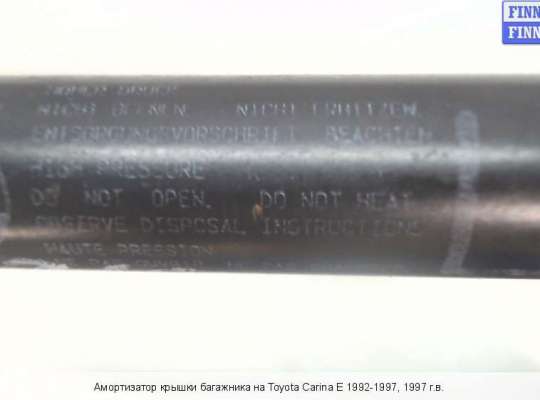 FINN
FINN
NICHT OEFFNEN. NICHT ERHITZEN.
ENTSORGUNGSVORSCHRIFT BEACHTEN
HIGH PRESSURE
DO NOT OPEN. DO NOT HEAT
OBSERVE DISPOSAL INSTRUCTIONS
HAUTE PRESSION
Амортизатор крышки багажника на Toyota Carina E 1992-1997, 1997 г.в.